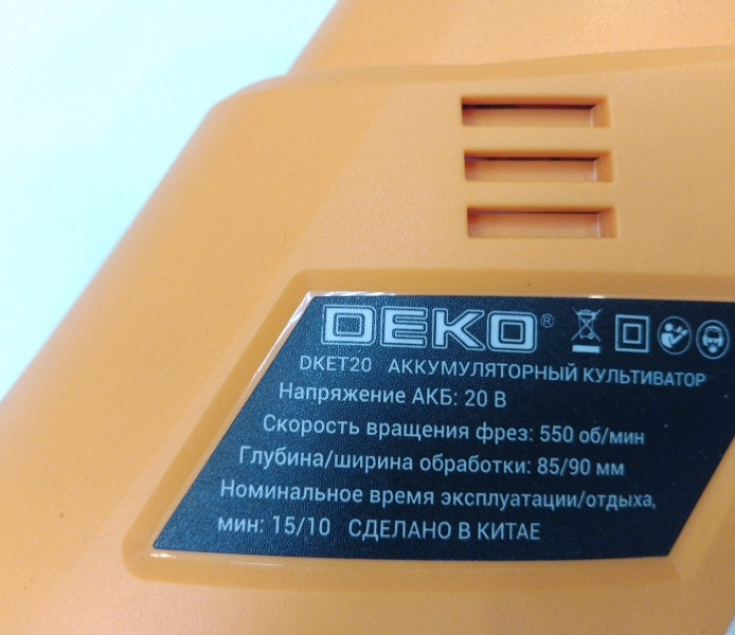 DEKO®
DKET20 АККУМУЛЯТОРНЫЙ КУЛЬТИВАТОР
Напряжение АКБ: 20 В
Скорость вращения фрез: 550 об/мин
Глубина/ширина обработки: 85/90 мм
Номинальное время эксплуатации/отдыха,
мин: 15/10 СДЕЛАНО В КИТАЕ